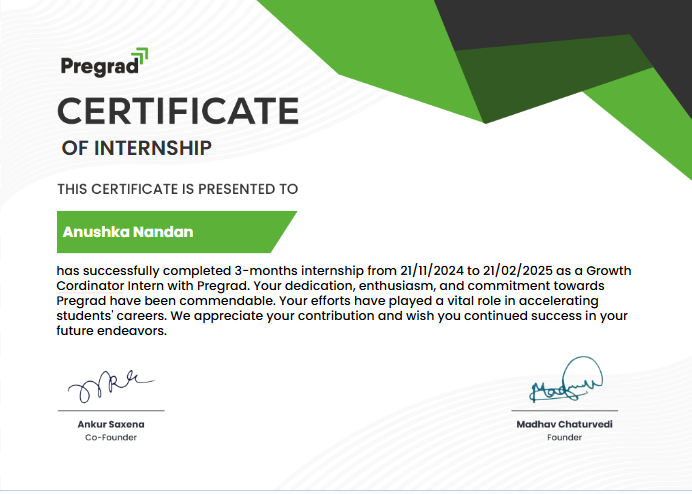 Pregrad
CERTIFICATE
OF INTERNSHIP
THIS CERTIFICATE IS PRESENTED TO
Anushka Nandan
has successfully completed 3-months internship from 21/11/2024 to 21/02/2025 as a Growth
Cordinator Intern with Pregrad. Your dedication, enthusiasm, and commitment towards
Pregrad have been commendable. Your efforts have played a vital role in accelerating
students' careers. We appreciate your contribution and wish you continued success in your
future endeavors.
Ankur Saxena
Co-Founder
Madhav Chaturvedi
Founder